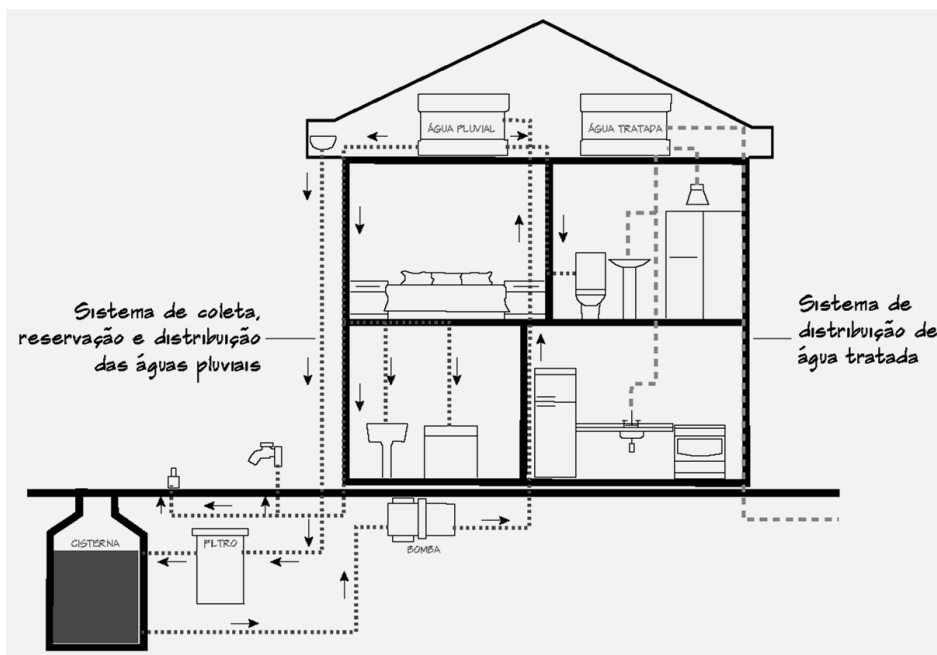 ÁGUA PLUVIAL
ÁGUA TRATADA
Sistema de coleta,
reservação e distribuição
das águas pluviais
Sistema de
distribuição de
água tratada
CISTERNA
FILTRO
BOMBA